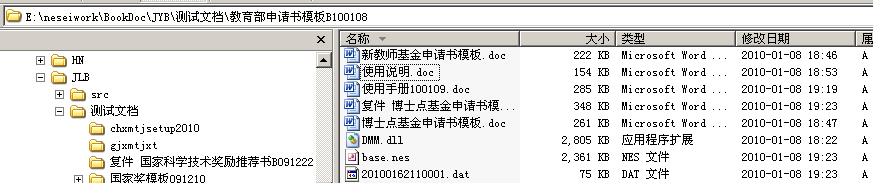 E:\neseiwork\BookDoc\JYB\测试文档\教育部申请书模板B100108
HN
JLB
src
测试文档
chxmtjsetup2010
gjxmtjxt
复件 国家科学技术奖励推荐书B091222
国家奖模板091210
名称 大小 类型 修改日期 属
新教师基金申请书模板.doc 222 KB Microsoft Word ... 2010-01-08 18:46 A
使用说明.doc 154 KB Microsoft Word ... 2010-01-08 18:53 A
使用手册100109.doc 285 KB Microsoft Word ... 2010-01-08 19:19 A
复件 博士点基金申请书模... 348 KB Microsoft Word ... 2010-01-08 19:23 A
博士点基金申请书模板.doc 261 KB Microsoft Word ... 2010-01-08 18:47 A
DMM.dll 2,805 KB 应用程序扩展 2010-01-08 18:22 A
base.nes 2,361 KB NES 文件 2010-01-08 19:23 A
20100162110001.dat 75 KB DAT 文件 2010-01-08 19:23 A